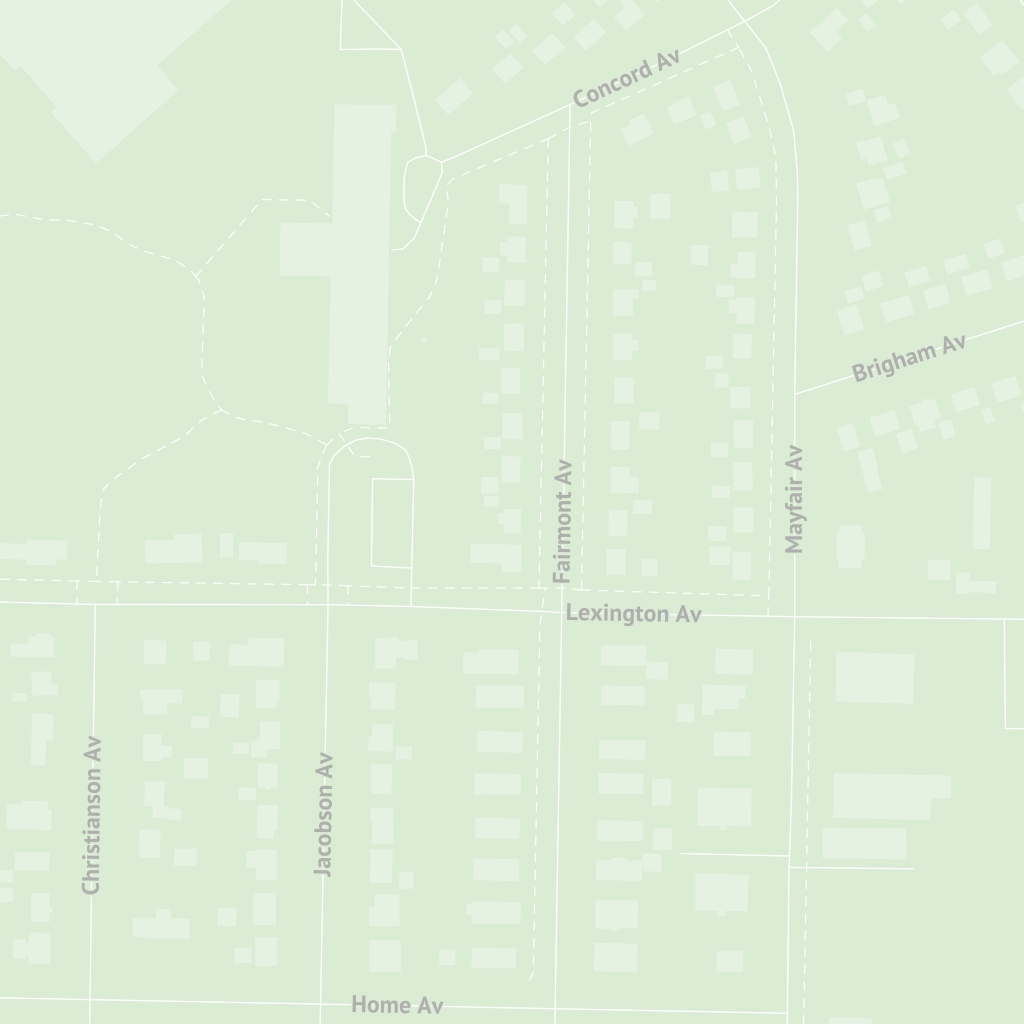 Concord Av
Brigham Av
Fairmont Av
Mayfair Av
Lexington Av
Christianson Av
Jacobson Av
Home Av